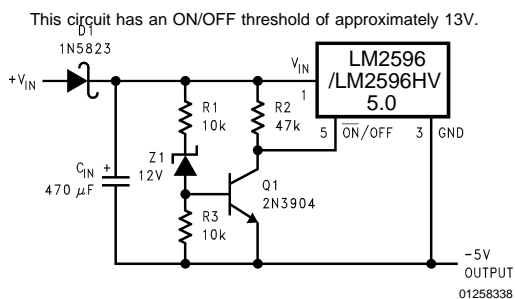 This circuit has an ON/OFF threshold of approximately 13V.
D1
1N5823
+VIN
VIN
1
LM2596
/LM2596HV
5.0
5 ON/OFF
3 GND
R1
10k
R2
47k
Z1
12V
CIN +
470 μF
Q1
2N3904
R3
10k
−5V
OUTPUT
01258338